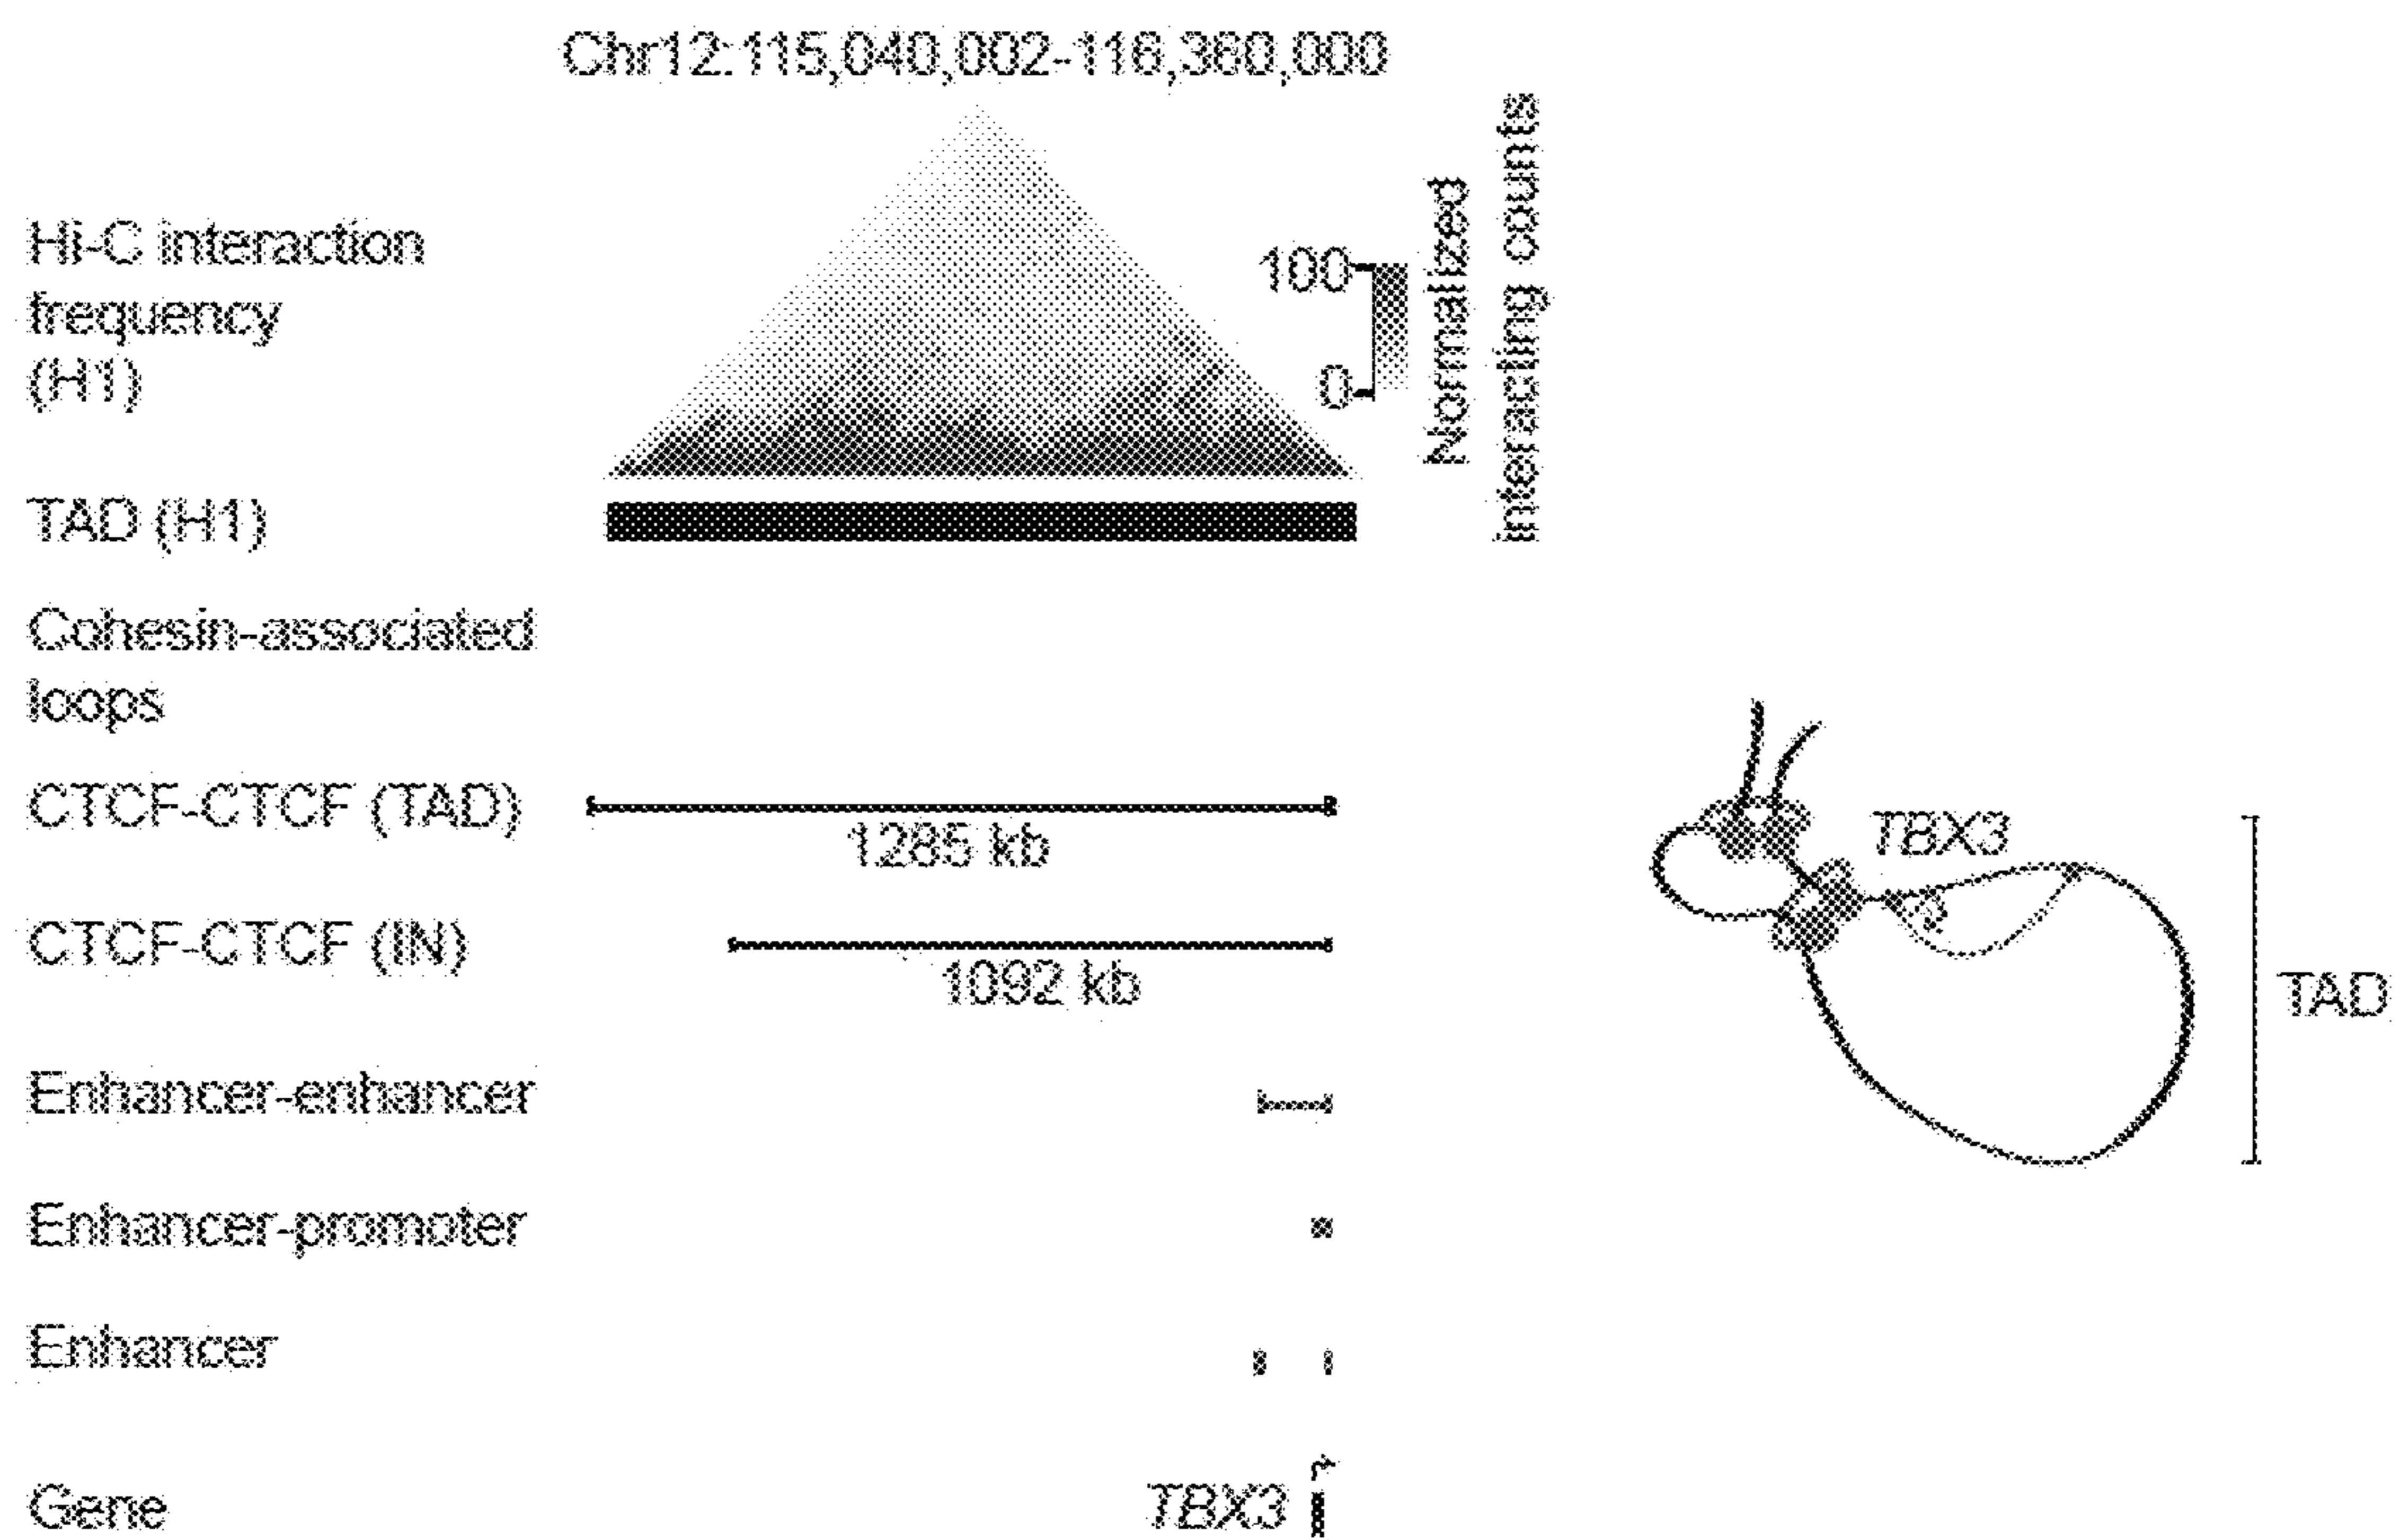 Chr12:115,040,002-116,360,000
Hi-C interaction
frequency
(H1)
100
0
Normalized
interacting counts
TAD (H1)
Cohesin-associated
loops
CTCF-CTCF (TAD)
1285 kb
TBX3
CTCF-CTCF (IN)
1092 kb
TAD
Enhancer-enhancer
Enhancer-promoter
Enhancer
Gene
TBX3